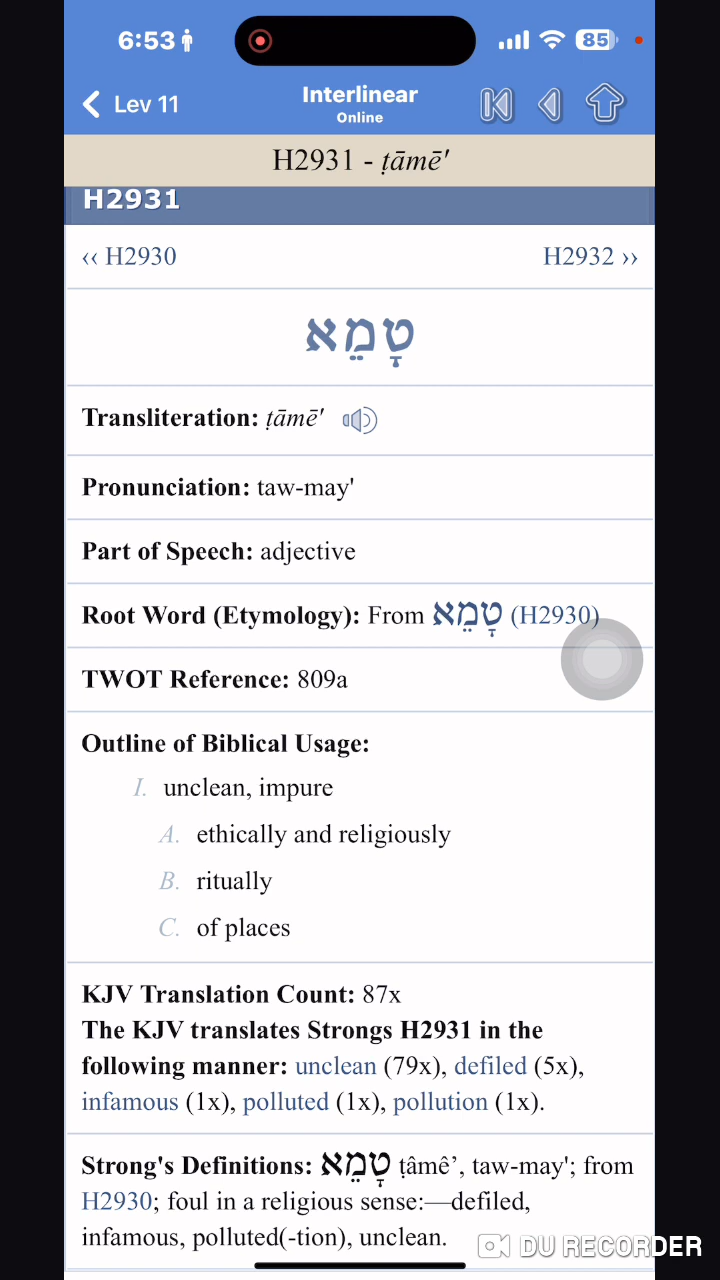 6:53 85
Lev 11 Interlinear
Online
H2931 - ṭāmē'
H2931
‹‹ H2930 H2932 ››
טָמֵא
Transliteration: ṭāmē'
Pronunciation: taw-may'
Part of Speech: adjective
Root Word (Etymology): From טָמֵא (H2930)
TWOT Reference: 809a
Outline of Biblical Usage:
I. unclean, impure
A. ethically and religiously
B. ritually
C. of places
KJV Translation Count: 87x
The KJV translates Strongs H2931 in the
following manner: unclean (79x), defiled (5x),
infamous (1x), polluted (1x), pollution (1x).
Strong's Definitions: טָמֵא ṭâmê’, taw-may'; from
H2930; foul in a religious sense:—defiled,
infamous, polluted(-tion), unclean.
DU RECORDER